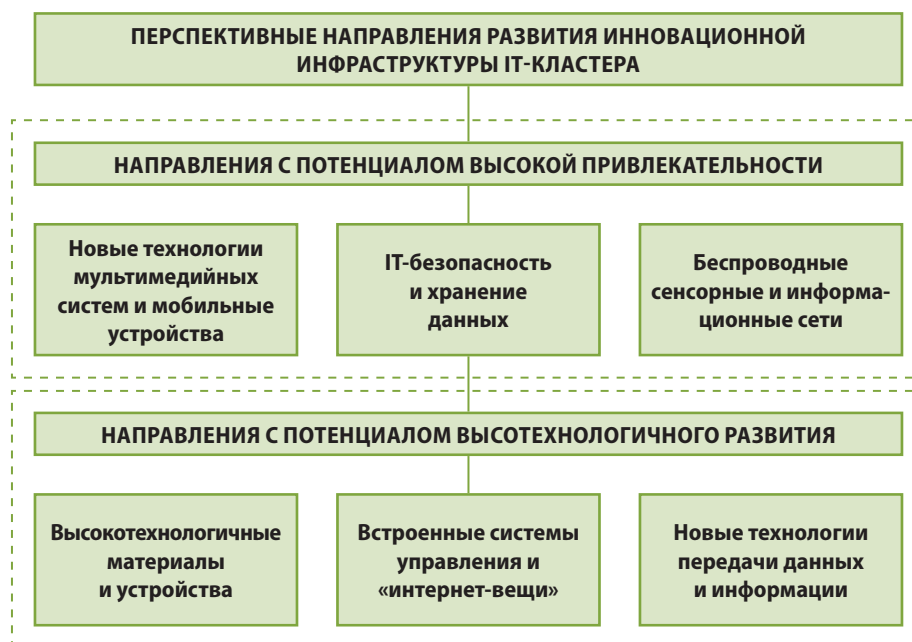 ПЕРСПЕКТИВНЫЕ НАПРАВЛЕНИЯ РАЗВИТИЯ ИННОВАЦИОННОЙ
ИНФРАСТРУКТУРЫ IT-КЛАСТЕРА
НАПРАВЛЕНИЯ С ПОТЕНЦИАЛОМ ВЫСОКОЙ ПРИВЛЕКАТЕЛЬНОСТИ
Новые технологии
мультимедийных
систем и мобильные
устройства
IT-безопасность
и хранение
данных
Беспроводные
сенсорные и информа-
ционные сети
НАПРАВЛЕНИЯ С ПОТЕНЦИАЛОМ ВЫСОТЕХНОЛОГИЧНОГО РАЗВИТИЯ
Высокотехнологичные
материалы
и устройства
Встроенные системы
управления и
«интернет-вещи»
Новые технологии
передачи данных
и информации